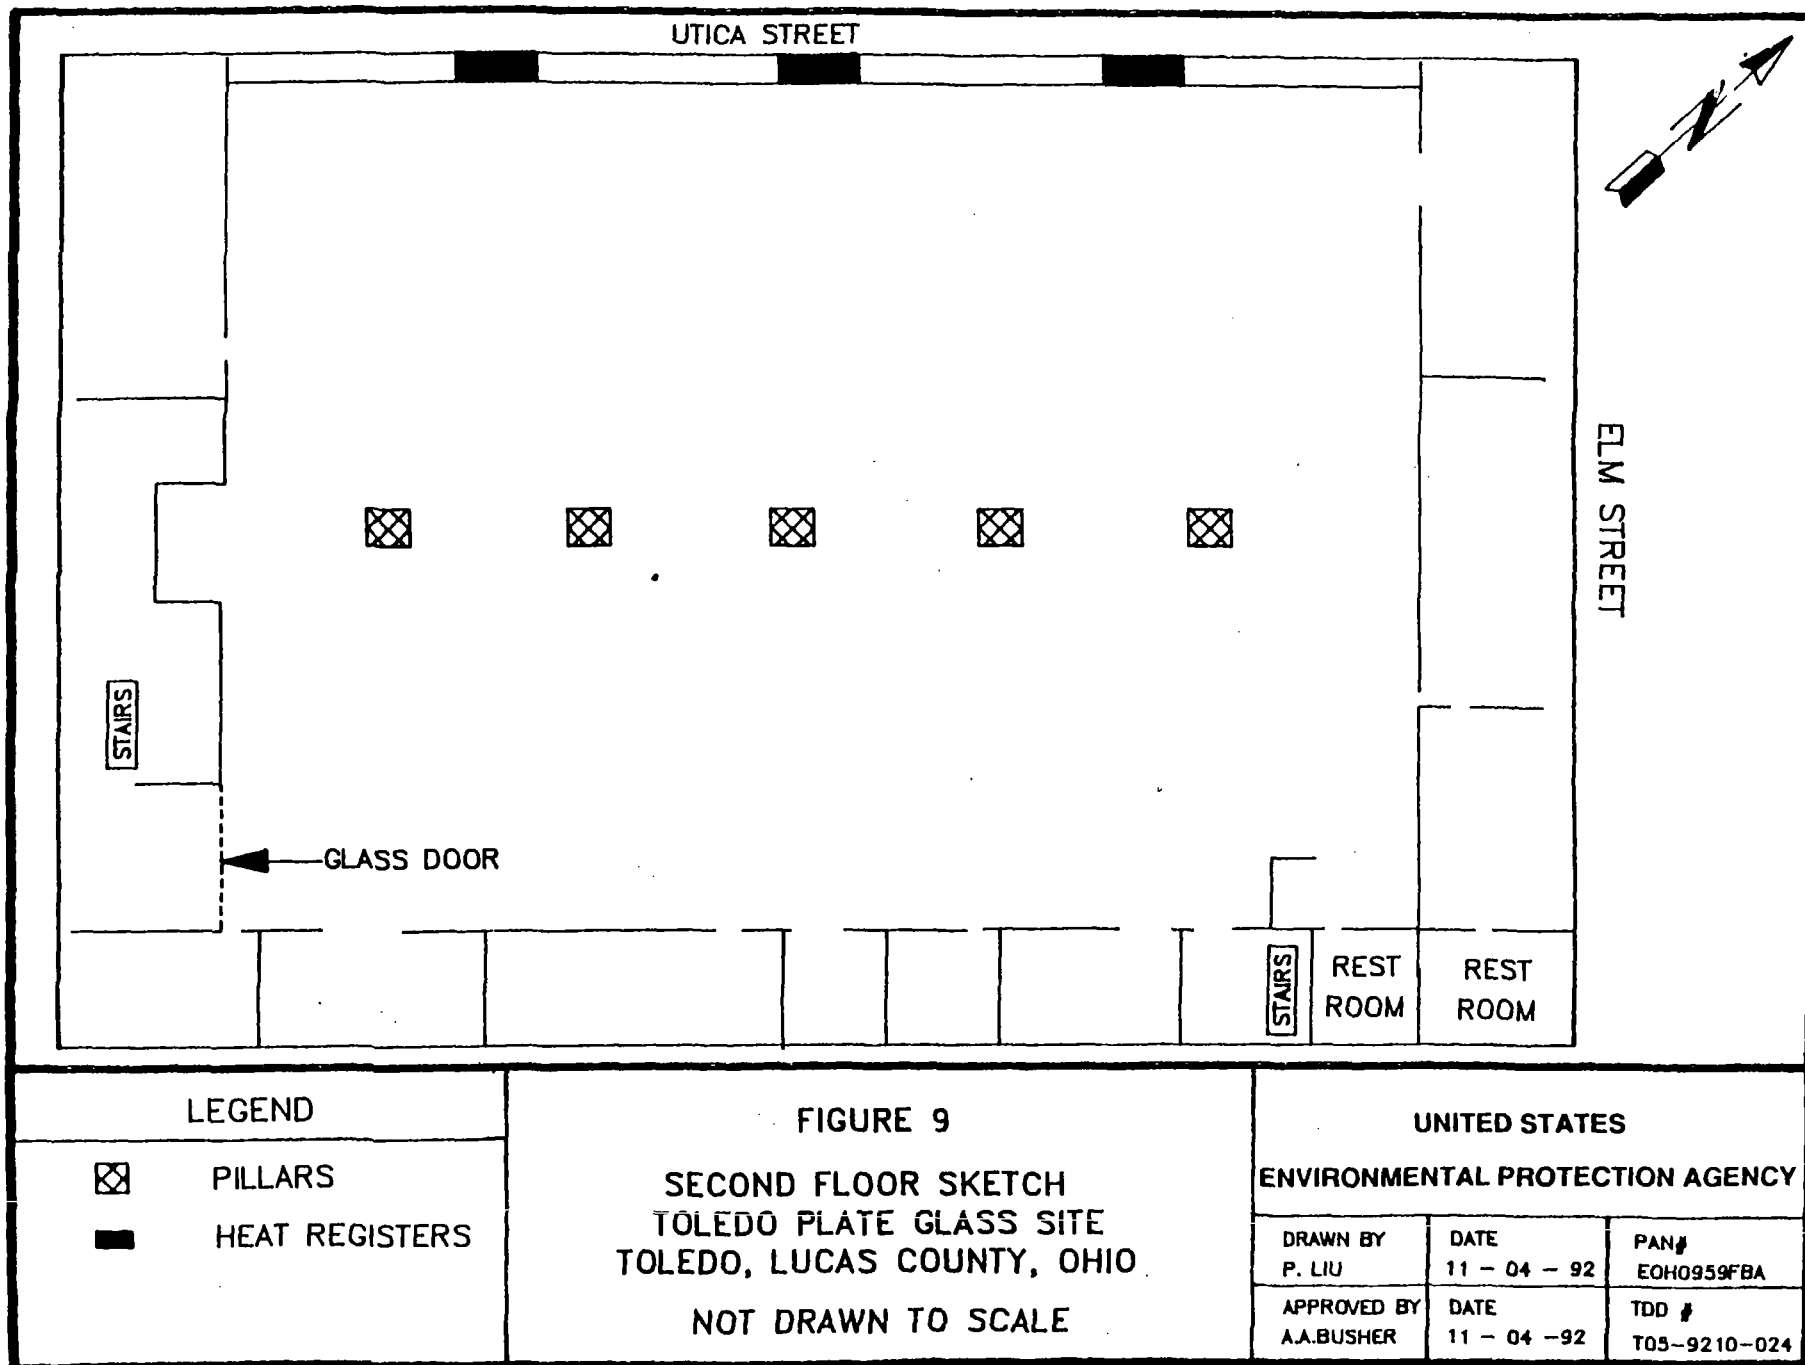 UTICA STREET
N
ELM STREET
STAIRS
GLASS DOOR
STAIRS
REST
ROOM
REST
ROOM
LEGEND
PILLARS
HEAT REGISTERS
FIGURE 9
SECOND FLOOR SKETCH
TOLEDO PLATE GLASS SITE
TOLEDO, LUCAS COUNTY, OHIO
NOT DRAWN TO SCALE
UNITED STATES
ENVIRONMENTAL PROTECTION AGENCY
DRAWN BY
P. LIU
DATE
11 - 04 - 92
PAN#
EOH0959FBA
APPROVED BY
A.A.BUSHER
DATE
11 - 04 -92
TDD #
T05-9210-024